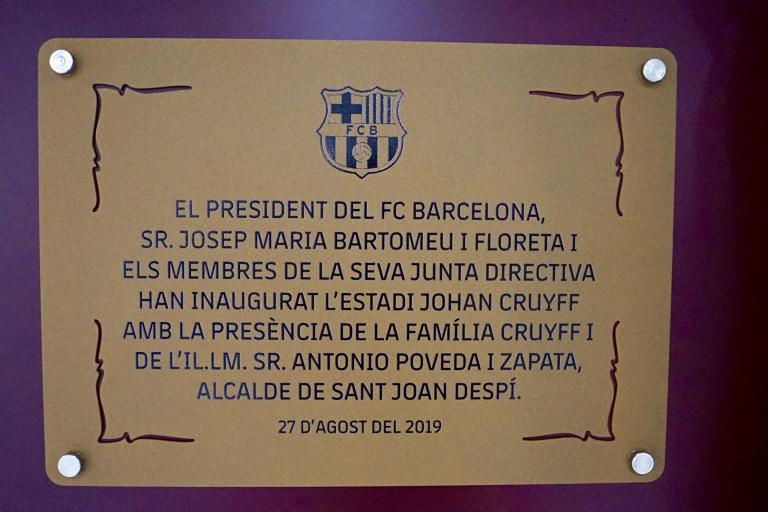 FCB
EL PRESIDENT DEL FC BARCELONA,
SR. JOSEP MARIA BARTOMEU I FLORETA I
ELS MEMBRES DE LA SEVA JUNTA DIRECTIVA
HAN INAUGURAT L'ESTADI JOHAN CRUYFF
AMB LA PRESÈNCIA DE LA FAMÍLIA CRUYFF I
DE L'IL.LM. SR. ANTONIO POVEDA I ZAPATA,
ALCALDE DE SANT JOAN DESPÍ.
27 D'AGOST DEL 2019